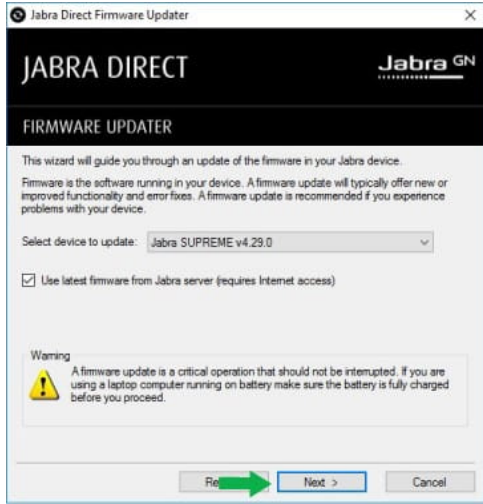 Jabra Direct Firmware Updater
JABRA DIRECT
Jabra GN
FIRMWARE UPDATER
This wizard will guide you through an update of the firmware in your Jabra device.
Firmware is the software running in your device. A firmware update will typically offer new or
improved functionality and error fixes. A firmware update is recommended if you experience
problems with your device.
Select device to update: Jabra SUPREME v4.29.0
Use latest firmware from Jabra server (requires Internet access)
Warning
A firmware update is a critical operation that should not be interrupted. If you are
using a laptop computer running on battery make sure the battery is fully charged
before you proceed.
Next > Cancel